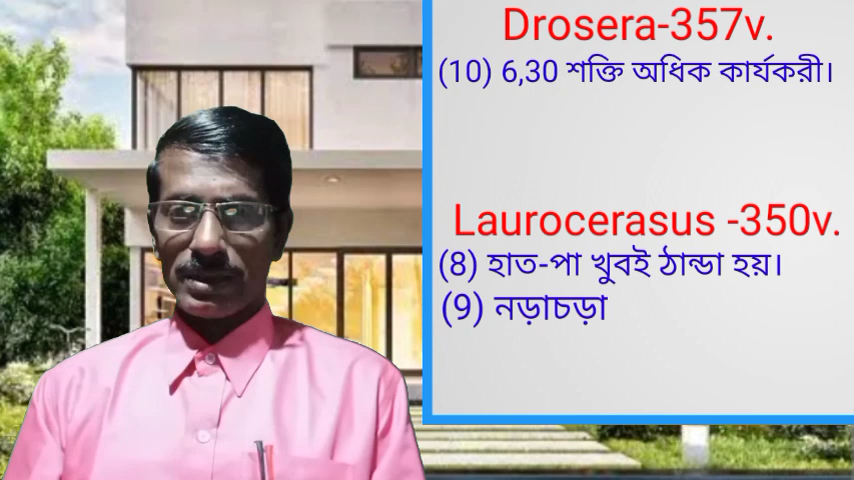 Drosera-357v.
(10) 6,30 শক্তি অধিক কার্যকরী।
Laurocerasus -350v.
(8) হাত-পা খুবই ঠান্ডা হয়।
(9) নড়াচড়া